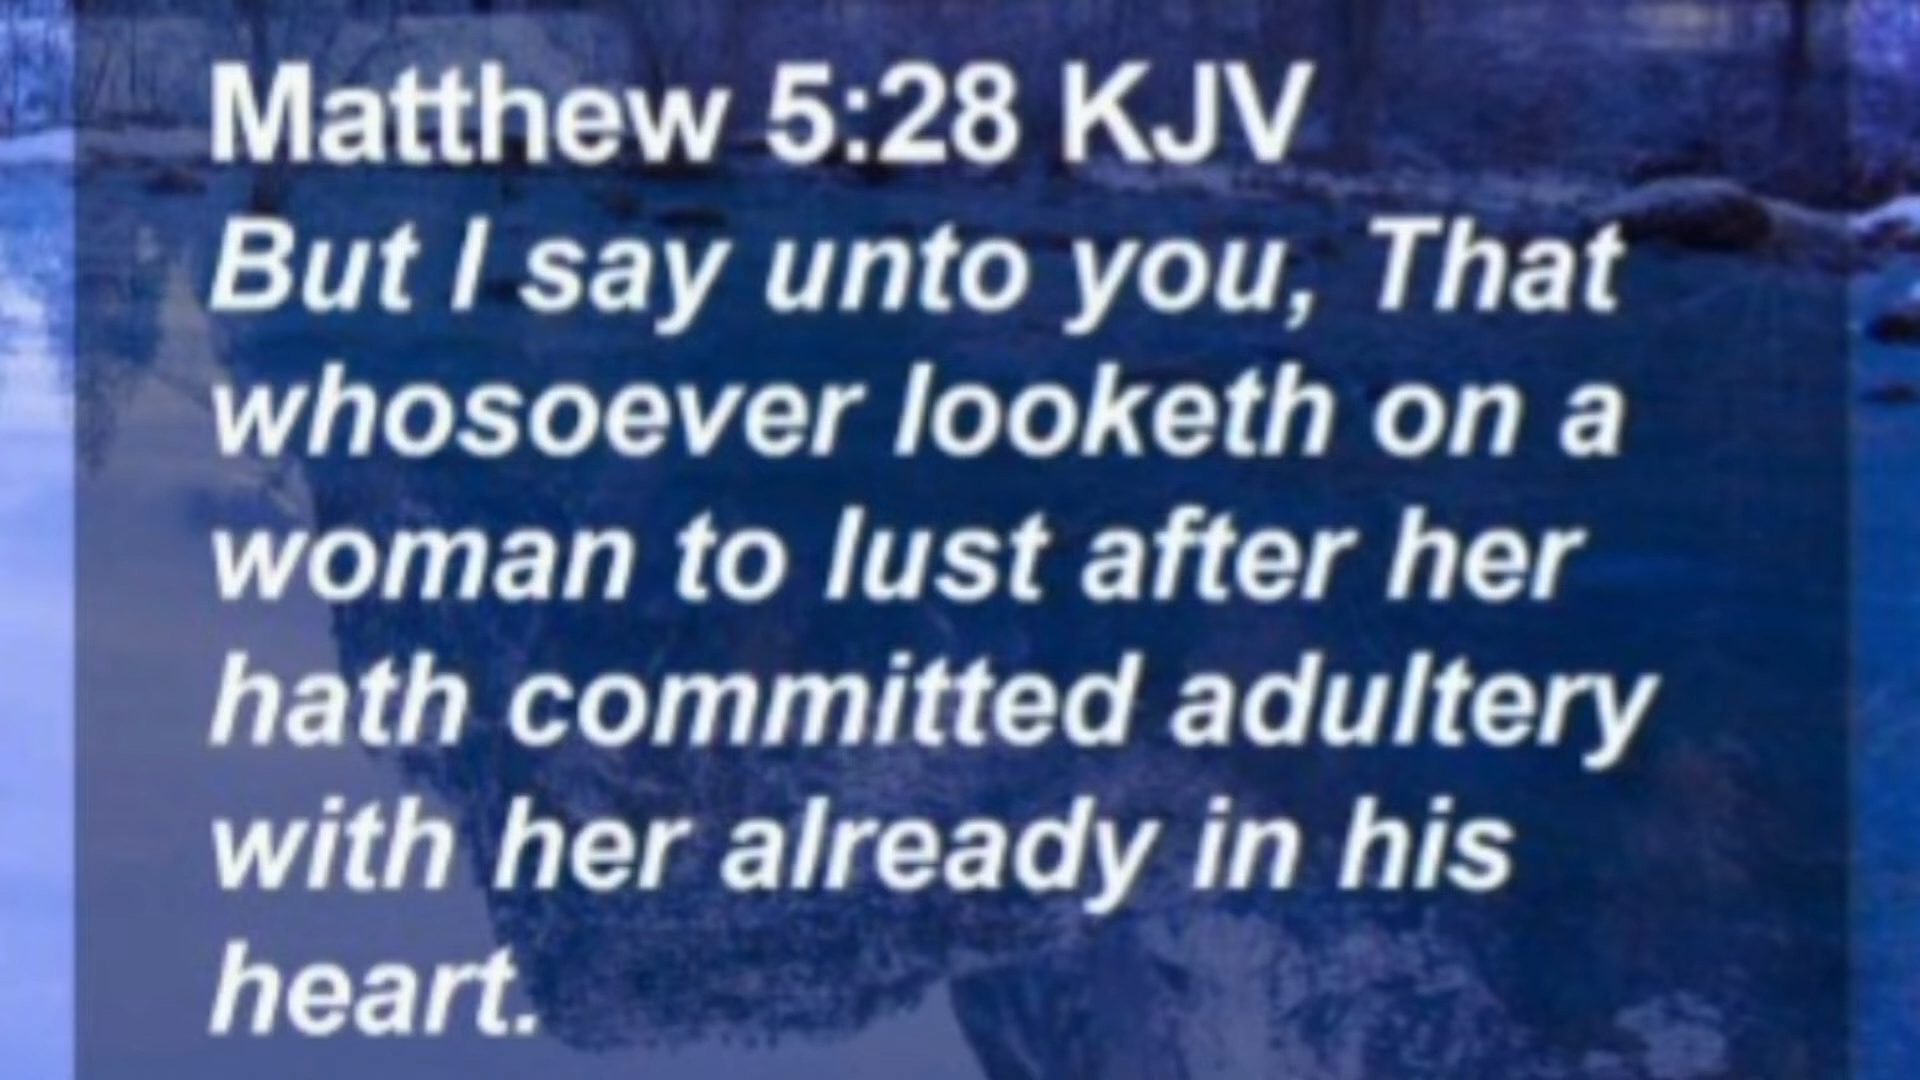 Matthew 5:28 KJV
But I say unto you, That
whosoever looketh on a
woman to lust after her
hath committed adultery
with her already in his
heart.